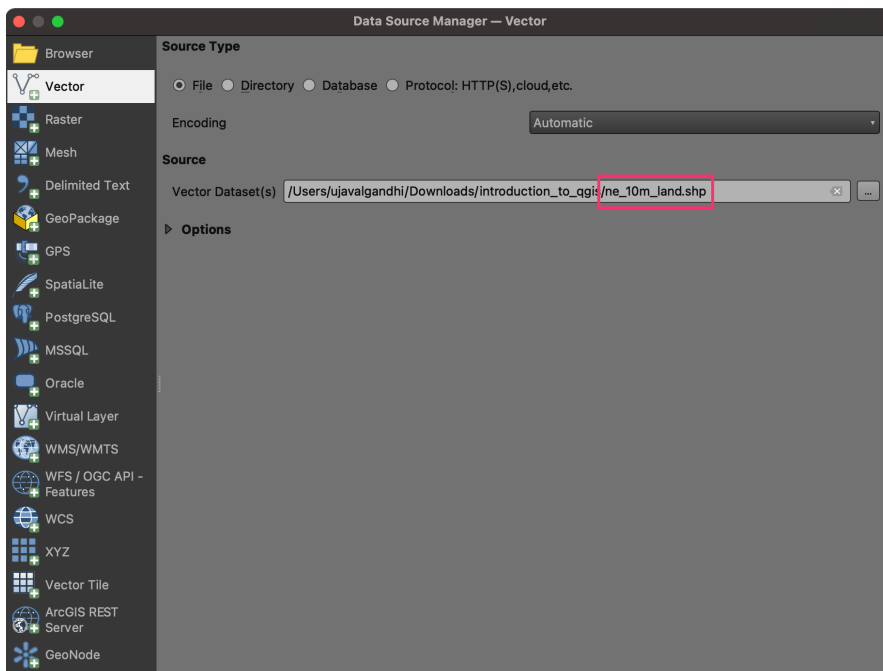 Data Source Manager — Vector
Browser
Vector
Raster
Mesh
Delimited Text
GeoPackage
GPS
SpatiaLite
PostgreSQL
MSSQL
Oracle
Virtual Layer
WMS/WMTS
WFS / OGC API -
Features
WCS
XYZ
Vector Tile
ArcGIS REST
Server
GeoNode
Source Type
File Directory Database Protocol: HTTP(S),cloud,etc.
Encoding Automatic
Source
Vector Dataset(s) /Users/ujavalgandhi/Downloads/introduction_to_qgis/ne_10m_land.shp ...
Options